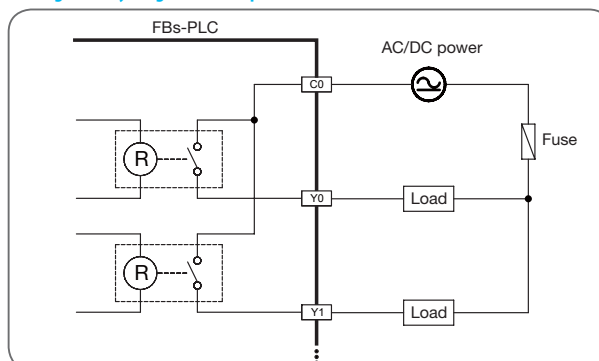 FBs-PLC
AC/DC power
C0
Fuse
R
Y0
Load
R
Y1
Load